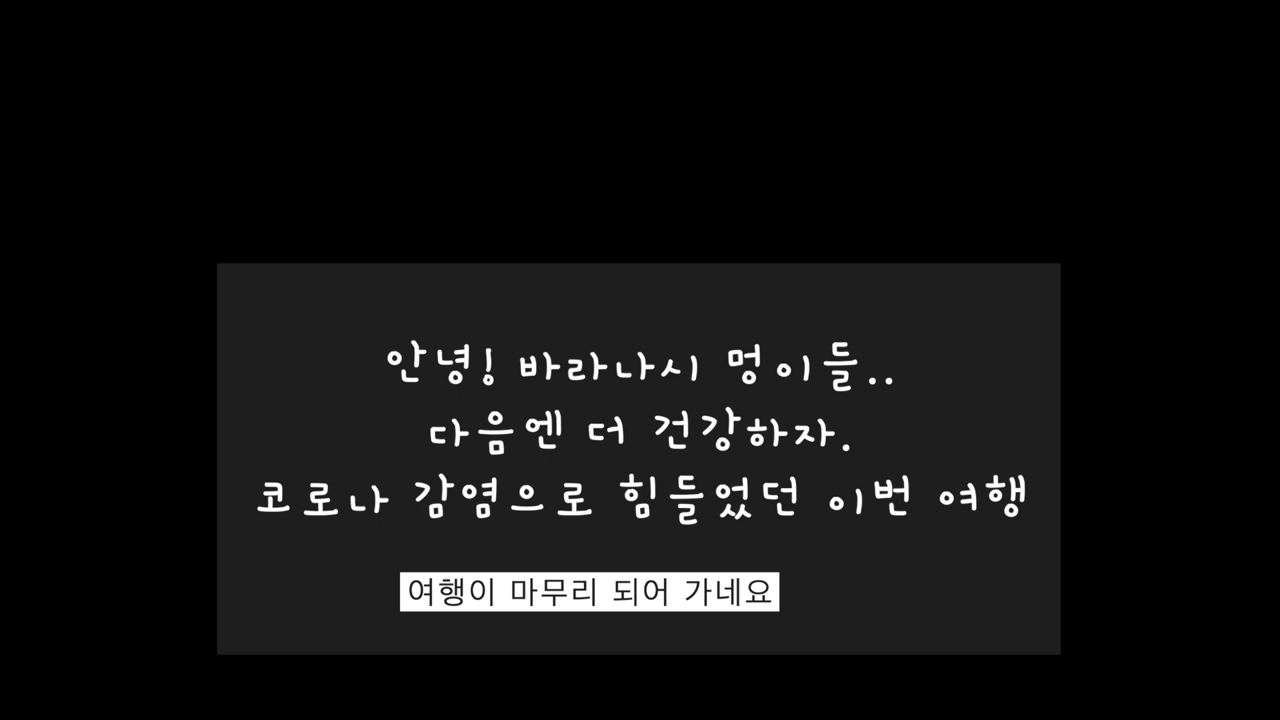 안녕! 바라나시 멍이들..
다음엔 더 건강하자.
코로나 감염으로 힘들었던 이번 여행
여행이 마무리 되어 가네요